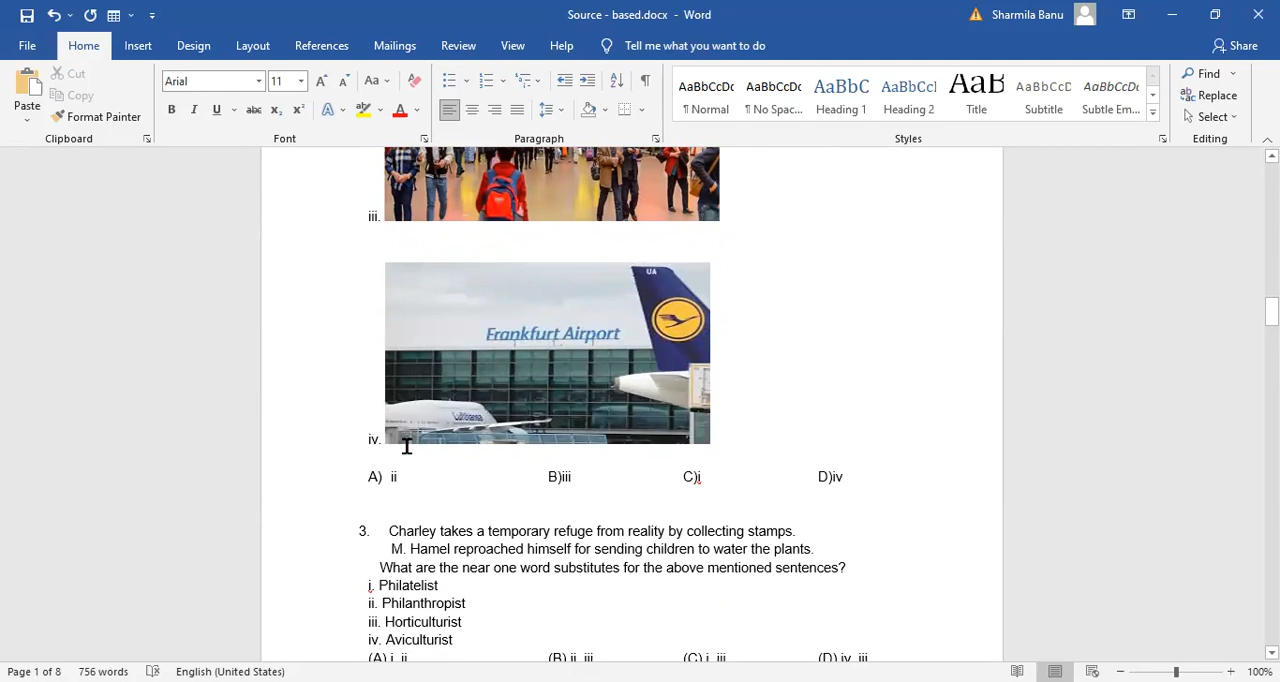 Source - based.docx - Word
Sharmila Banu
File Home Insert Design Layout References Mailings Review View Help Tell me what you want to do Share
Paste
Cut
Copy
Format Painter
Clipboard
Arial 11
Font
Paragraph
AaBbCcDc AaBbCcDc AaBbC AaBbCcI AaB AaBbCcD AaBbCcDc
¶ Normal ¶ No Spac... Heading 1 Heading 2 Title Subtitle Subtle Em...
Styles
Find
Replace
Select
Editing
iii.
UA
Frankfurt Airport
Lufthansa
iv.
A) ii B)iii C)i D)iv
3. Charley takes a temporary refuge from reality by collecting stamps.
M. Hamel reproached himself for sending children to water the plants.
What are the near one word substitutes for the above mentioned sentences?
i. Philatelist
ii. Philanthropist
iii. Horticulturist
iv. Aviculturist
(A) i, ii (B) ii, iii (C) i, iii (D) iv, iii
Page 1 of 8 756 words English (United States) 100%